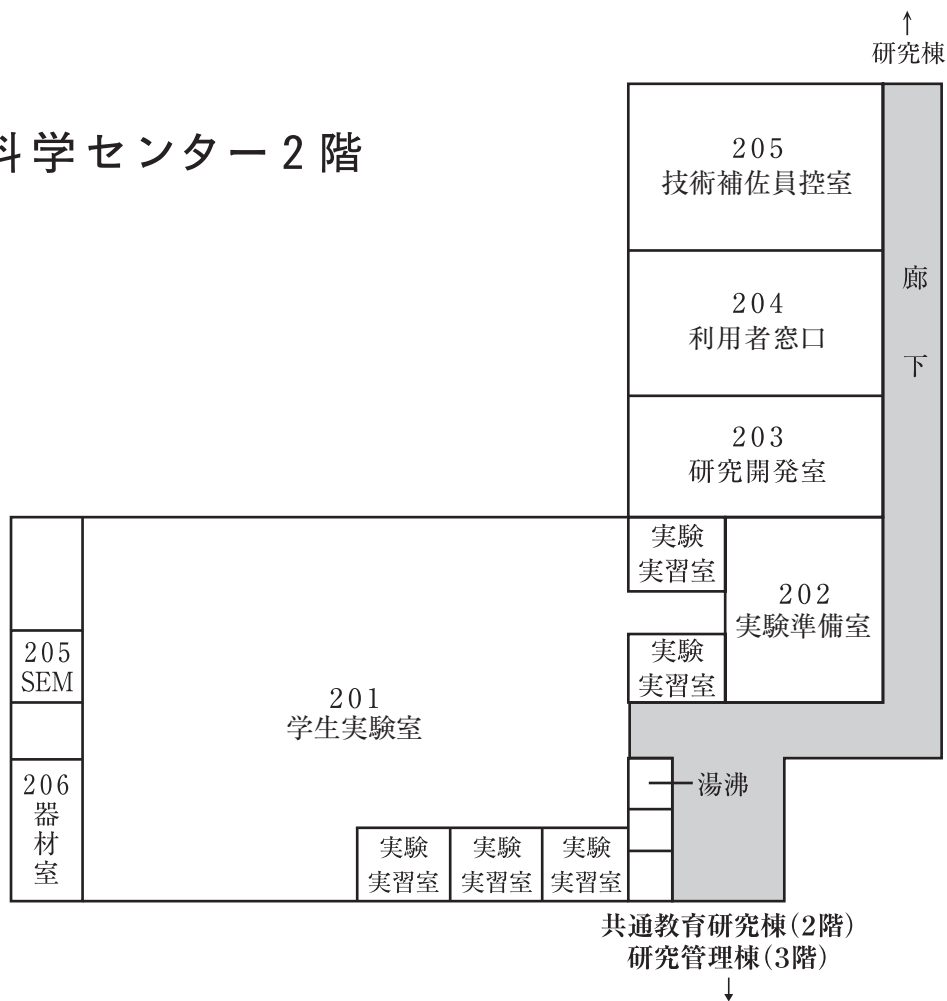 ↑
研究棟
科学センター2階
205
技術補佐員控室
204
利用者窓口
203
研究開発室
廊
下
実験
実習室
202
実験準備室
実験
実習室
205
SEM
201
学生実験室
206
器
材
室
湯沸
実験
実習室
実験
実習室
実験
実習室
共通教育研究棟(2階)
研究管理棟(3階)
↓